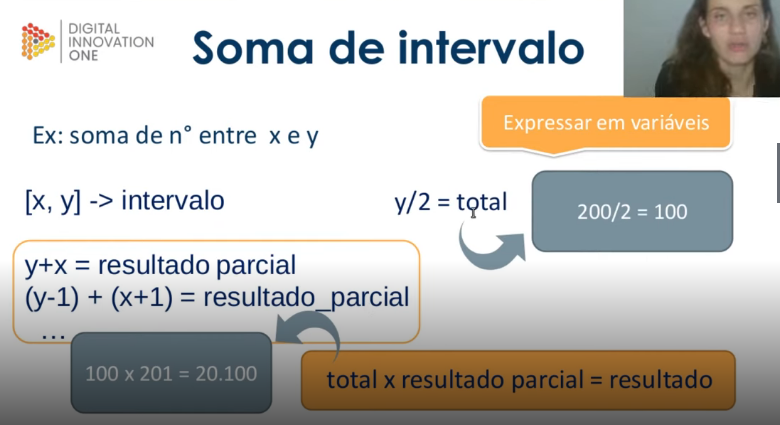 DIGITAL
INNOVATION
ONE
Soma de intervalo
Ex: soma de n° entre x e y
Expressar em variáveis
[x, y] -> intervalo
y/2 = total
200/2 = 100
y+x = resultado parcial
(y-1) + (x+1) = resultado_parcial
...
100 x 201 = 20.100
total x resultado parcial = resultado